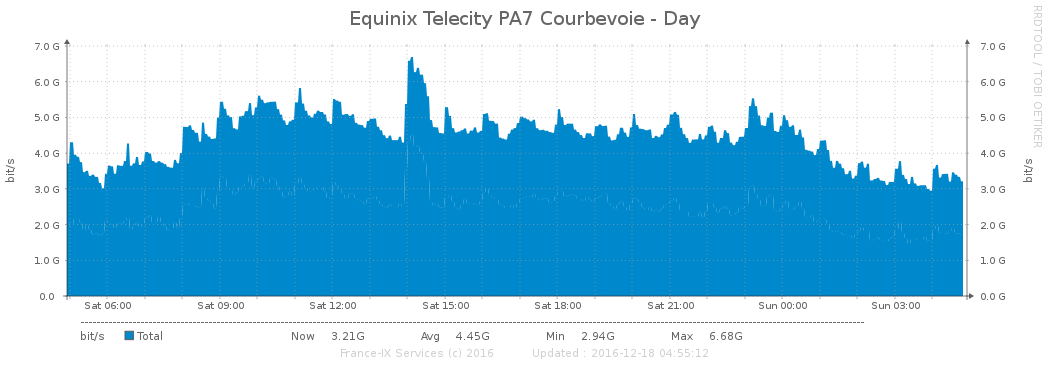 Equinix Telecity PA7 Courbevoie - Day
RRDTOOL / TOBI OETIKER
7.0 G 7.0 G
6.0 G 6.0 G
5.0 G 5.0 G
4.0 G 4.0 G
3.0 G 3.0 G
2.0 G 2.0 G
1.0 G 1.0 G
0.0 0.0 G
bit/s bit/s
Sat 06:00 Sat 09:00 Sat 12:00 Sat 15:00 Sat 18:00 Sat 21:00 Sun 00:00 Sun 03:00
bit/s Total Now 3.21G Avg 4.45G Min 2.94G Max 6.68G
France-IX Services (c) 2016 Updated : 2016-12-18 04:55:12